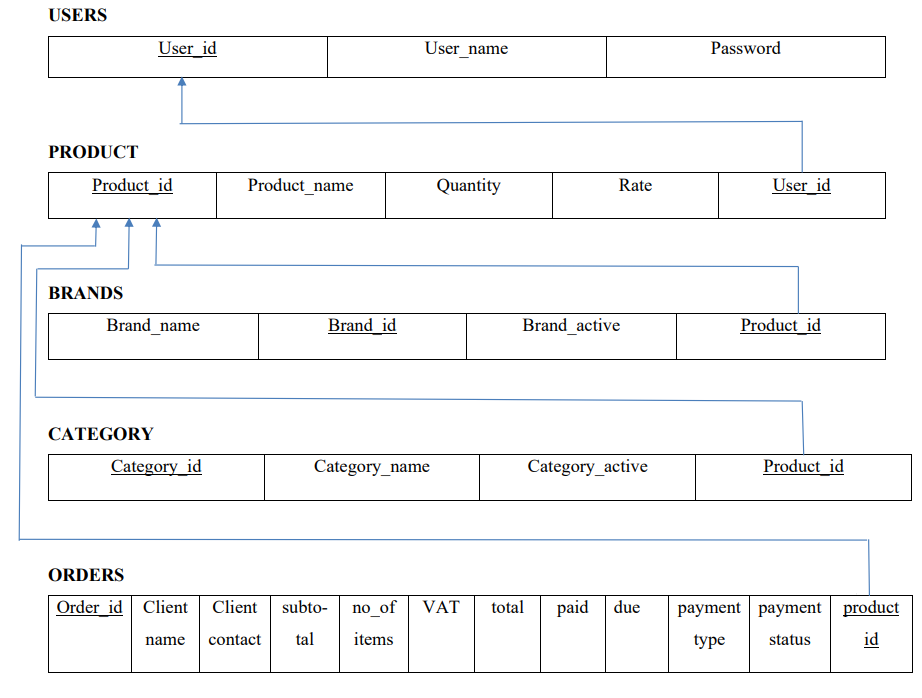 USERS
User_id User_name Password
PRODUCT
Product_id Product_name Quantity Rate User_id
BRANDS
Brand_name Brand_id Brand_active Product_id
CATEGORY
Category_id Category_name Category_active Product_id
ORDERS
Order_id Client Client subto- no_of VAT total paid due payment payment product
name contact tal items type status id